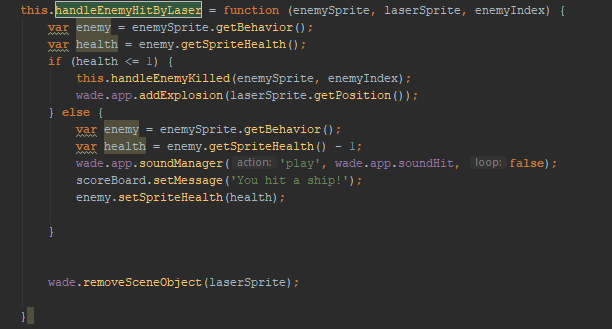 this.handleEnemyHitByLaser = function (enemySprite, laserSprite, enemyIndex) {
var enemy = enemySprite.getBehavior();
var health = enemy.getSpriteHealth();
if (health <= 1) {
this.handleEnemyKilled(enemySprite, enemyIndex);
wade.app.addExplosion(laserSprite.getPosition());
} else {
var enemy = enemySprite.getBehavior();
var health = enemy.getSpriteHealth() - 1;
wade.app.soundManager( action: 'play', wade.app.soundHit, loop: false);
scoreBoard.setMessage('You hit a ship!');
enemy.setSpriteHealth(health);
}
wade.removeSceneObject(laserSprite);
}